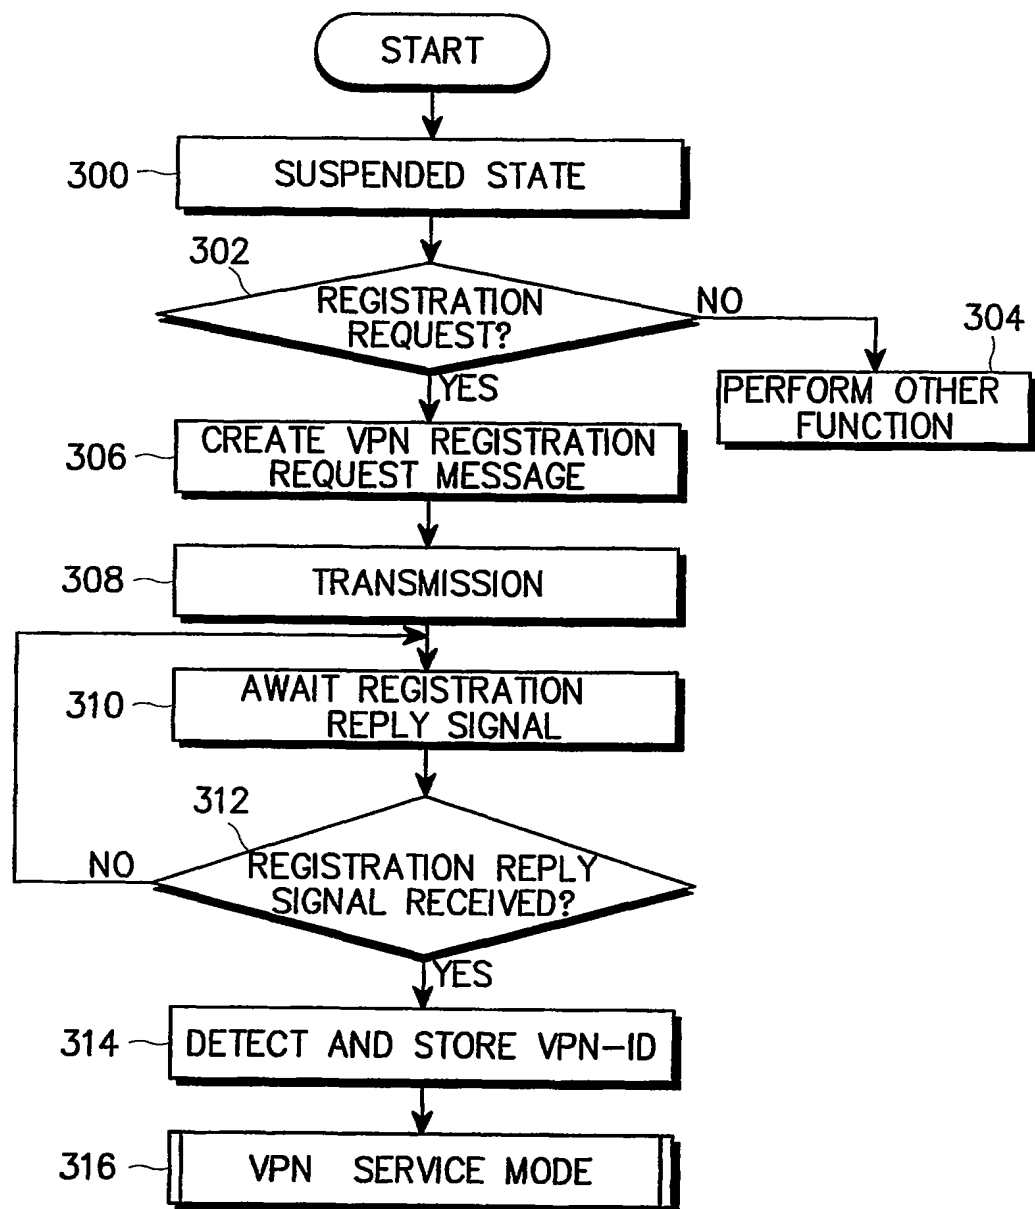 START
300
SUSPENDED STATE
302
REGISTRATION
REQUEST?
NO
304
PERFORM OTHER
FUNCTION
YES
306
CREATE VPN REGISTRATION
REQUEST MESSAGE
308
TRANSMISSION
310
AWAIT REGISTRATION
REPLY SIGNAL
312
NO
REGISTRATION REPLY
SIGNAL RECEIVED?
YES
314
DETECT AND STORE VPN-ID
316
VPN SERVICE MODE